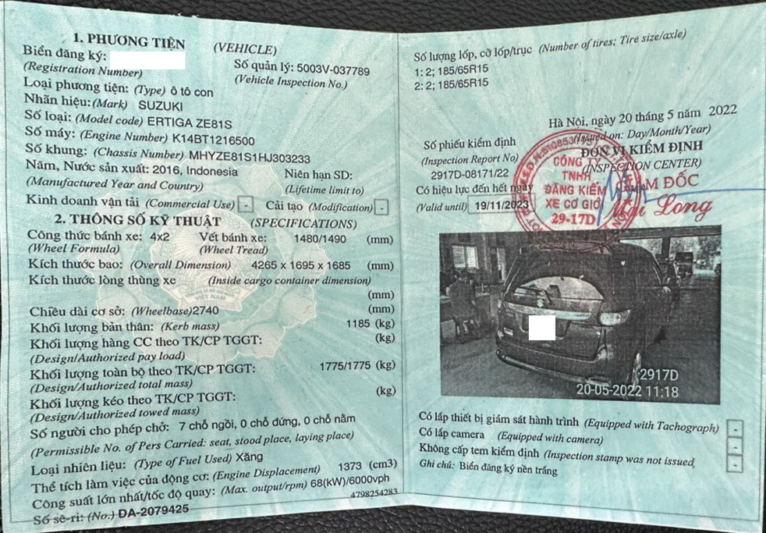 1. PHƯƠNG TIỆN (VEHICLE)
Biển đăng ký:
(Registration Number)
Số quản lý: 5003V-037789
(Vehicle Inspection No.)
Loại phương tiện: (Type) ô tô con
Nhãn hiệu: (Mark) SUZUKI
Số loại: (Model code) ERTIGA ZE81S
Số máy: (Engine Number) K14BT1216500
Số khung: (Chassis Number) MHYZE81S1HJ303233
Năm, Nước sản xuất: 2016, Indonesia
(Manufactured Year and Country)
Niên hạn SD:
(Lifetime limit to)
Kinh doanh vận tải (Commercial Use) - Cải tạo (Modification) -
2. THÔNG SỐ KỸ THUẬT (SPECIFICATIONS)
Công thức bánh xe: 4x2
(Wheel Formula)
Vết bánh xe: 1480/1490 (mm)
(Wheel Tread)
Kích thước bao: (Overall Dimension) 4265 x 1695 x 1685 (mm)
Kích thước lòng thùng xe (Inside cargo container dimension)
(mm)
Chiều dài cơ sở: (Wheelbase)2740 (mm)
Khối lượng bản thân: (Kerb mass) 1185 (kg)
Khối lượng hàng CC theo TK/CP TGGT: (kg)
(Design/Authorized pay load)
Khối lượng toàn bộ theo TK/CP TGGT: 1775/1775 (kg)
(Design/Authorized total mass)
Khối lượng kéo theo TK/CP TGGT: (kg)
(Design/Authorized towed mass)
Số người cho phép chở: 7 chỗ ngồi, 0 chỗ đứng, 0 chỗ nằm
(Permissible No. of Pers Carried: seat, stood place, laying place)
Loại nhiên liệu: (Type of Fuel Used) Xăng
Thể tích làm việc của động cơ: (Engine Displacement) 1373 (cm3)
Công suất lớn nhất/tốc độ quay: (Max. output/rpm) 68(kW)/6000vph
4798254283
Số sê-ri: (No.) ĐA-2079425
Số lượng lốp, cỡ lốp/trục (Number of tires; Tire size/axle)
1: 2; 185/65R15
2: 2; 185/65R15
Hà Nội, ngày 20 tháng 5 năm 2022
(Issued on: Day/Month/Year)
Số phiếu kiểm định
(Inspection Report No)
2917D-08171/22
Có hiệu lực đến hết ngày
(Valid until) 19/11/2023
ĐƠN VỊ KIỂM ĐỊNH
(INSPECTION CENTER)
GIÁM ĐỐC
CÔNG TY
TNHH
ĐĂNG KIỂM
XE CƠ GIỚI
29-17D
Long
2917D
20-05-2022 11:18
Có lắp thiết bị giám sát hành trình (Equipped with Tachograph) -
Có lắp camera (Equipped with camera) -
Không cấp tem kiểm định (Inspection stamp was not issued) -
Ghi chú: Biển đăng ký nền trắng